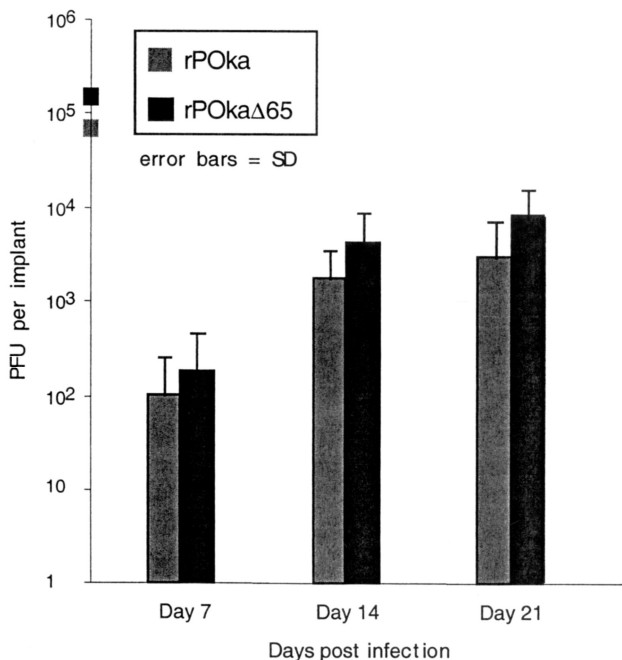 10⁶
10⁵
10⁴
10³
10²
10
1
PFU per implant
rPOka
rPOkaΔ65
error bars = SD
Day 7 Day 14 Day 21
Days post infection